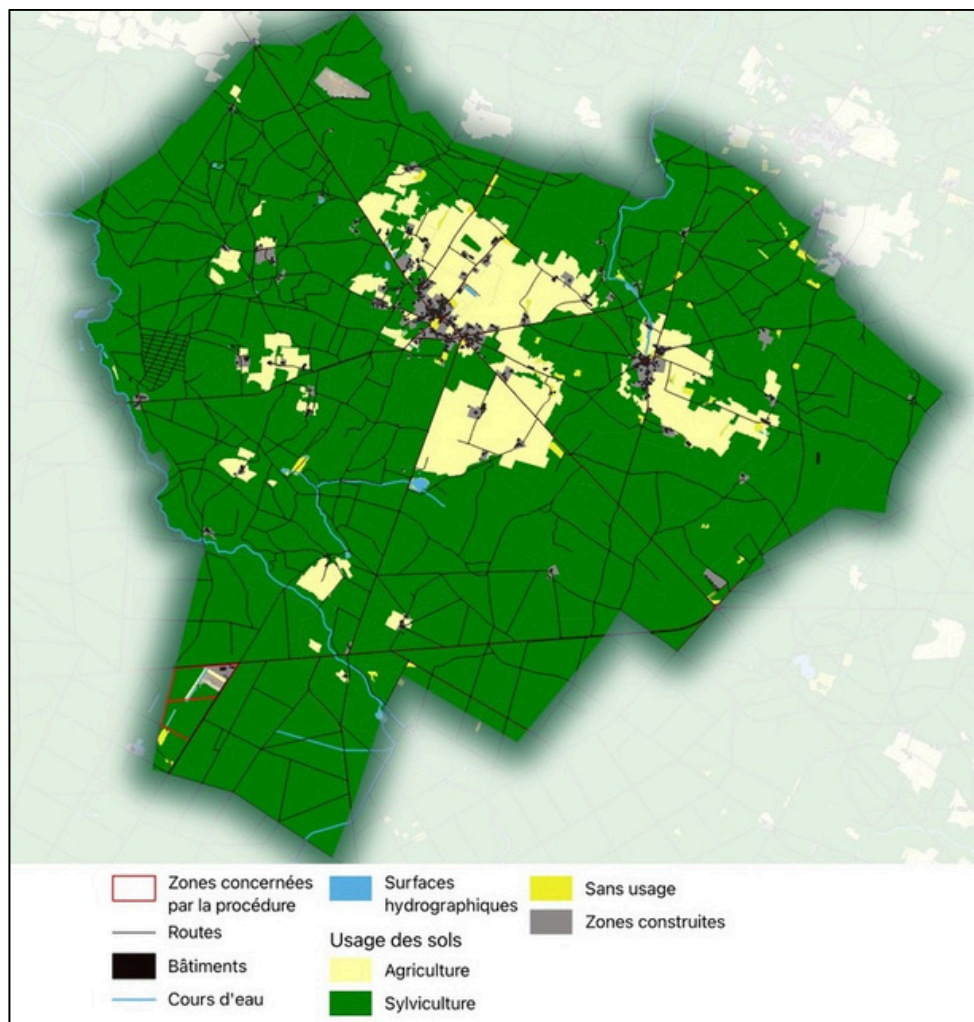 Zones concernées
par la procédure
Routes
Bâtiments
Cours d'eau
Surfaces
hydrographiques
Usage des sols
Agriculture
Sylviculture
Sans usage
Zones construites